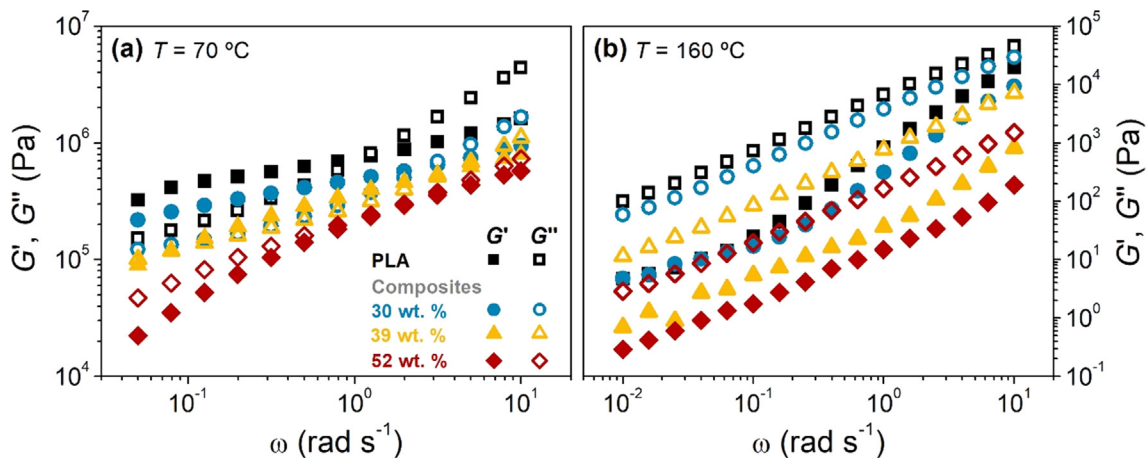 (a) T = 70 ºC
(b) T = 160 ºC
G', G'' (Pa)
10⁷
10⁶
10⁵
10⁴
G' G''
PLA
Composites
30 wt. %
39 wt. %
52 wt. %
10⁻¹ 10⁰ 10¹
ω (rad s⁻¹)
10⁻² 10⁻¹ 10⁰ 10¹
ω (rad s⁻¹)
10⁵
10⁴
10³
10²
10¹
10⁰
10⁻¹
G', G'' (Pa)